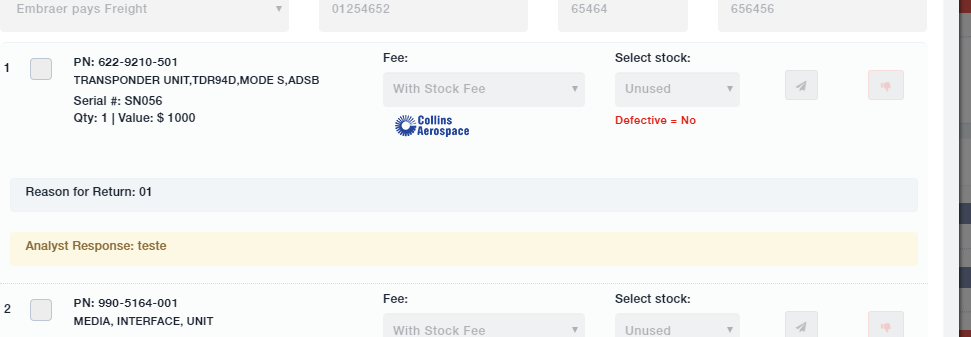 Embraer pays Freight
01254652
65464
656456
1
PN: 622-9210-501
TRANSPONDER UNIT,TDR94D,MODE S,ADSB
Serial #: SN056
Qty: 1 | Value: $ 1000
Fee:
With Stock Fee
Collins
Aerospace
Select stock:
Unused
Defective = No
Reason for Return: 01
Analyst Response: teste
2
PN: 990-5164-001
MEDIA, INTERFACE, UNIT
Fee:
With Stock Fee
Select stock:
Unused